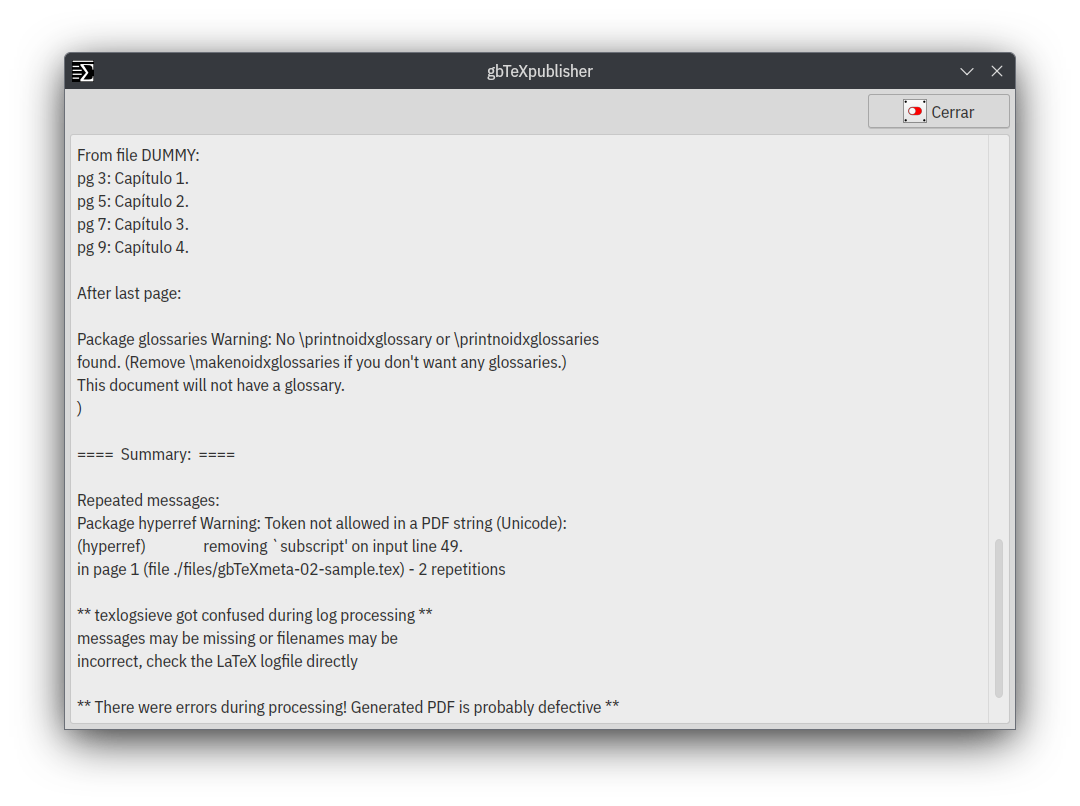 gbTeXpublisher
Cerrar
From file DUMMY:
pg 3: Capítulo 1.
pg 5: Capítulo 2.
pg 7: Capítulo 3.
pg 9: Capítulo 4.
After last page:
Package glossaries Warning: No \printnoidxglossary or \printnoidxglossaries
found. (Remove \makenoidxglossaries if you don't want any glossaries.)
This document will not have a glossary.
)
==== Summary: ====
Repeated messages:
Package hyperref Warning: Token not allowed in a PDF string (Unicode):
(hyperref) removing `subscript' on input line 49.
in page 1 (file ./files/gbTeXmeta-02-sample.tex) - 2 repetitions
** texlogsieve got confused during log processing **
messages may be missing or filenames may be
incorrect, check the LaTeX logfile directly
** There were errors during processing! Generated PDF is probably defective **